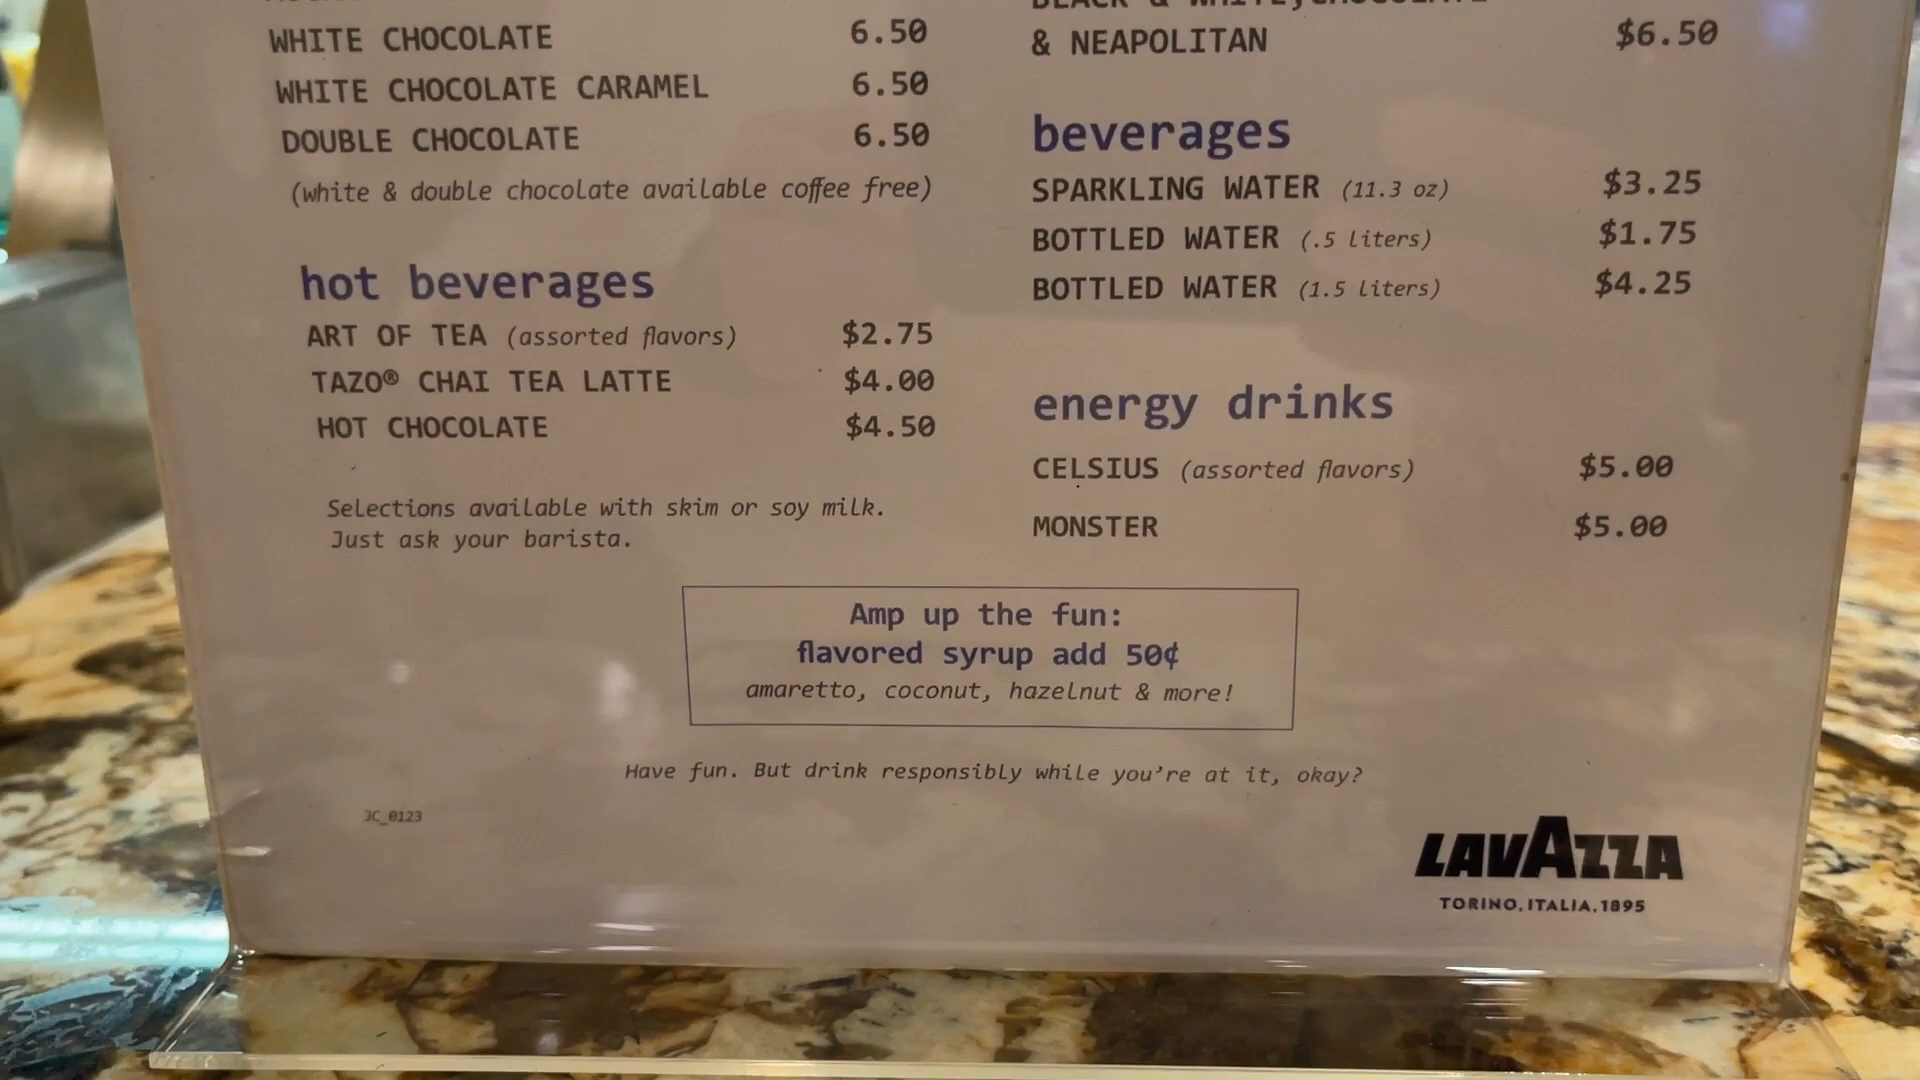 WHITE CHOCOLATE 6.50
WHITE CHOCOLATE CARAMEL 6.50
DOUBLE CHOCOLATE 6.50
(white & double chocolate available coffee free)
hot beverages
ART OF TEA (assorted flavors) $2.75
TAZO® CHAI TEA LATTE $4.00
HOT CHOCOLATE $4.50
Selections available with skim or soy milk.
Just ask your barista.
BLACK & WHITE, CHOCOLATE
& NEAPOLITAN $6.50
beverages
SPARKLING WATER (11.3 oz) $3.25
BOTTLED WATER (.5 liters) $1.75
BOTTLED WATER (1.5 liters) $4.25
energy drinks
CELSIUS (assorted flavors) $5.00
MONSTER $5.00
Amp up the fun:
flavored syrup add 50¢
amaretto, coconut, hazelnut & more!
Have fun. But drink responsibly while you're at it, okay?
JC_0123
LAVAZZA
TORINO, ITALIA, 1895